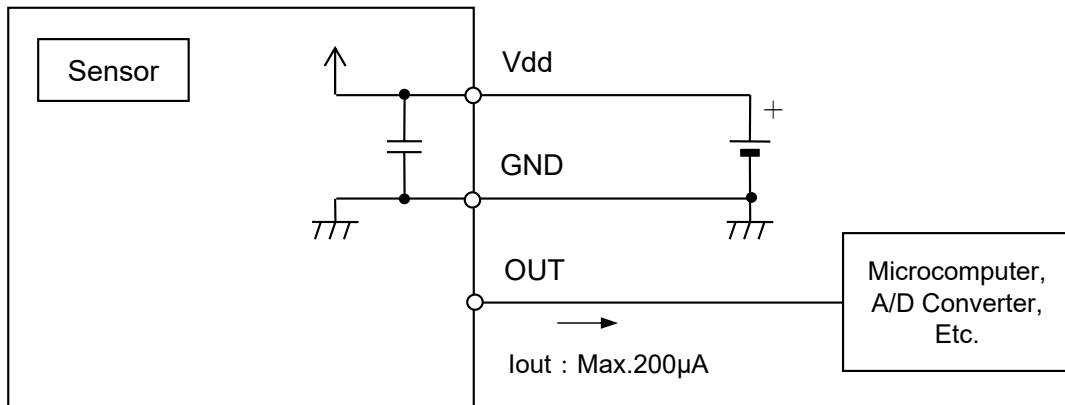 Sensor
Vdd
+
GND
OUT
Microcomputer,
A/D Converter,
Etc.
Iout : Max.200µA